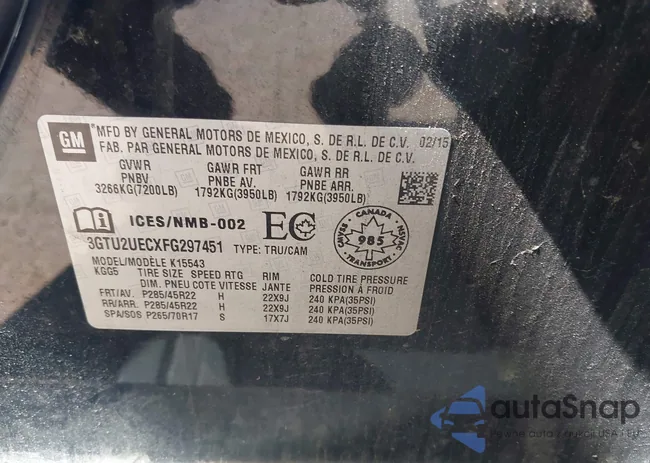 GM
MFD BY GENERAL MOTORS DE MEXICO, S. DE R.L. DE C.V. 02/15
FAB. PAR GENERAL MOTORS DE MEXICO, S. DE R.L. DE C.V.
GVWR GAWR FRT GAWR RR
PNBV PNBE AV. PNBE ARR.
3266KG(7200LB) 1792KG(3950LB) 1792KG(3950LB)
ICES/NMB-002 EC
CANADA
985
TRANSPORT
3GTU2UECXFG297451 TYPE: TRU/CAM
MODEL/MODÈLE K15543
KGG5 TIRE SIZE SPEED RTG RIM COLD TIRE PRESSURE
DIM. PNEU COTE VITESSE JANTE PRESSION À FROID
FRT/AV. P285/45R22 H 22X9J 240 KPA(35PSI)
RR/ARR. P285/45R22 H 22X9J 240 KPA(35PSI)
SPA/SOS P265/70R17 S 17X7J 240 KPA(35PSI)
autaSnap